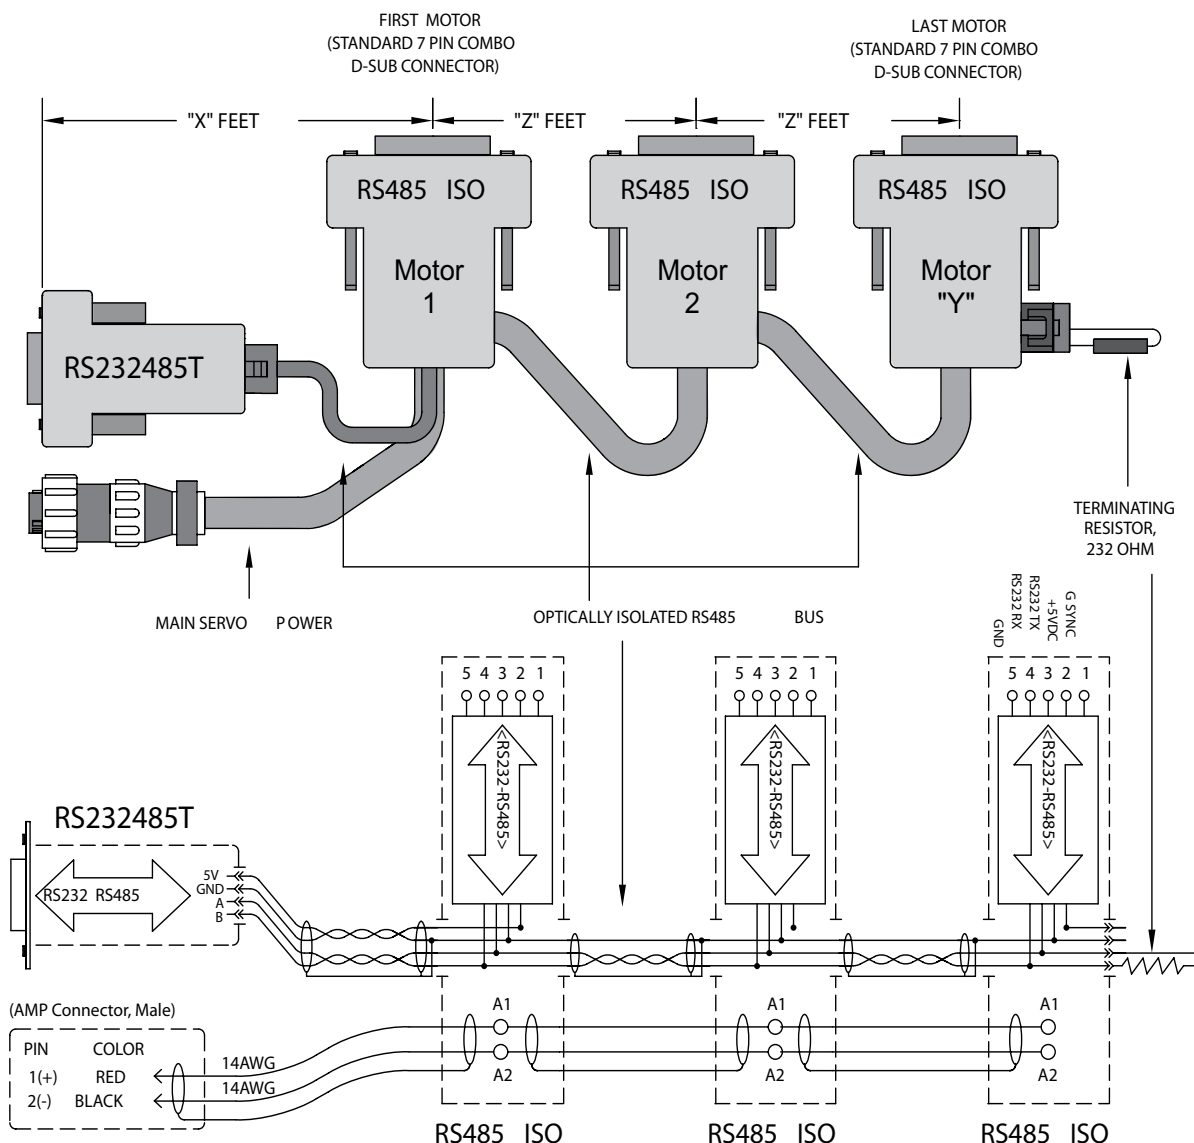 FIRST MOTOR
(STANDARD 7 PIN COMBO
D-SUB CONNECTOR)
LAST MOTOR
(STANDARD 7 PIN COMBO
D-SUB CONNECTOR)
"X" FEET
"Z" FEET
"Z" FEET
RS485 ISO
RS485 ISO
RS485 ISO
Motor
1
Motor
2
Motor
"Y"
RS232485T
TERMINATING
RESISTOR,
232 OHM
MAIN SERVO POWER
OPTICALLY ISOLATED RS485 BUS
GND
RS232 RX
RS232 TX
+5VDC
G SYNC
5 4 3 2 1
5 4 3 2 1
5 4 3 2 1
<RS232-RS485>
<RS232-RS485>
<RS232-RS485>
RS232485T
RS232 RS485
5V
GND
A
B
(AMP Connector, Male)
PIN COLOR
1(+) RED
2(-) BLACK
14AWG
14AWG
A1
A2
A1
A2
A1
A2
RS485 ISO
RS485 ISO
RS485 ISO